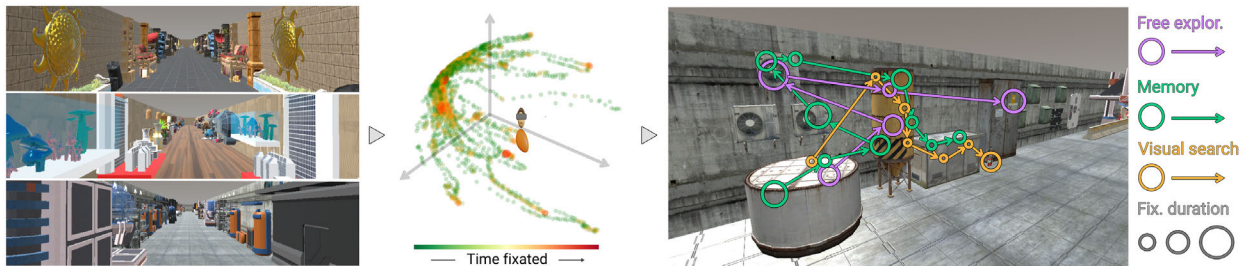 Time fixated
Free explor.
Memory
Visual search
Fix. duration